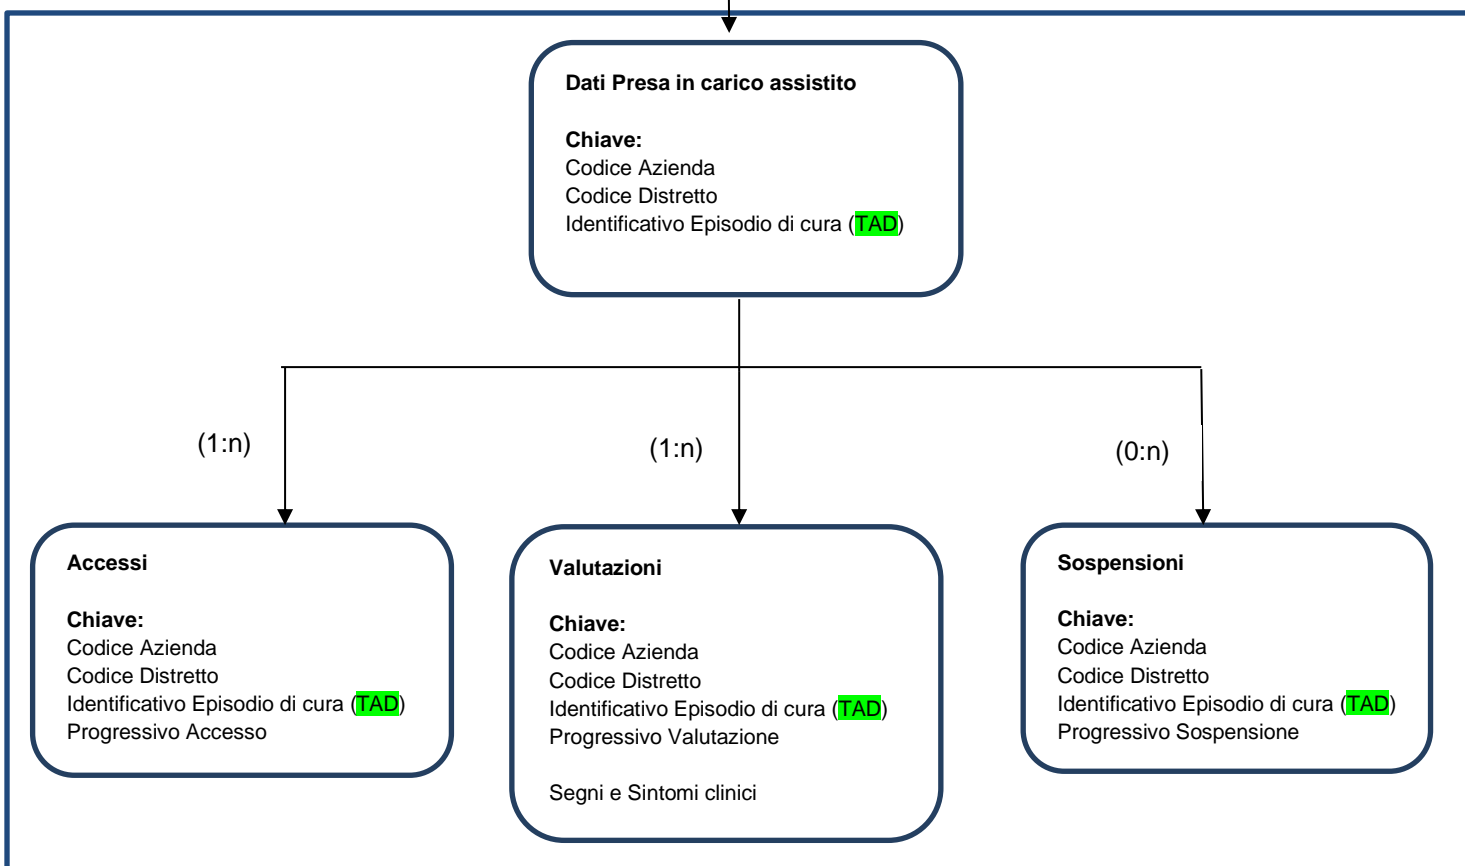 Dati Presa in carico assistito
Chiave:
Codice Azienda
Codice Distretto
Identificativo Episodio di cura (TAD)
(1:n)
(1:n)
(0:n)
Accessi
Chiave:
Codice Azienda
Codice Distretto
Identificativo Episodio di cura (TAD)
Progressivo Accesso
Valutazioni
Chiave:
Codice Azienda
Codice Distretto
Identificativo Episodio di cura (TAD)
Progressivo Valutazione
Segni e Sintomi clinici
Sospensioni
Chiave:
Codice Azienda
Codice Distretto
Identificativo Episodio di cura (TAD)
Progressivo Sospensione